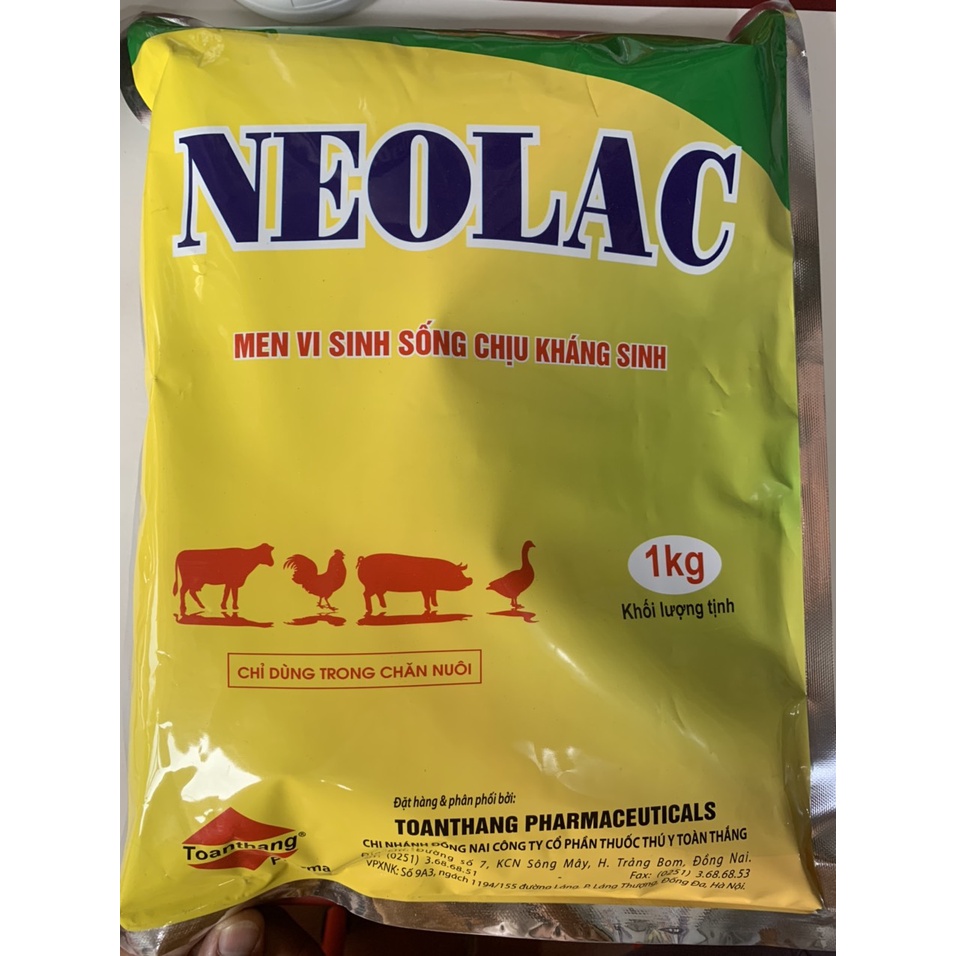 NEOLAC
MEN VI SINH SỐNG CHỊU KHÁNG SINH
1kg
Khối lượng tịnh
CHỈ DÙNG TRONG CHĂN NUÔI
Đặt hàng & phân phối bởi:
TOANTHANG PHARMACEUTICALS
CHI NHÁNH ĐỒNG NAI CÔNG TY CỔ PHẦN THUỐC THÚ Y TOÀN THẮNG
Đường số 7, KCN Sông Mây, H. Trảng Bom, Đồng Nai.
(0251) 3.68.68.51 Fax: (0251) 3.68.68.53
VPXNK: Số 9A3, ngách 1194/155 đường Láng, P. Láng Thượng, Đống Đa, Hà Nội.
Toanthang®